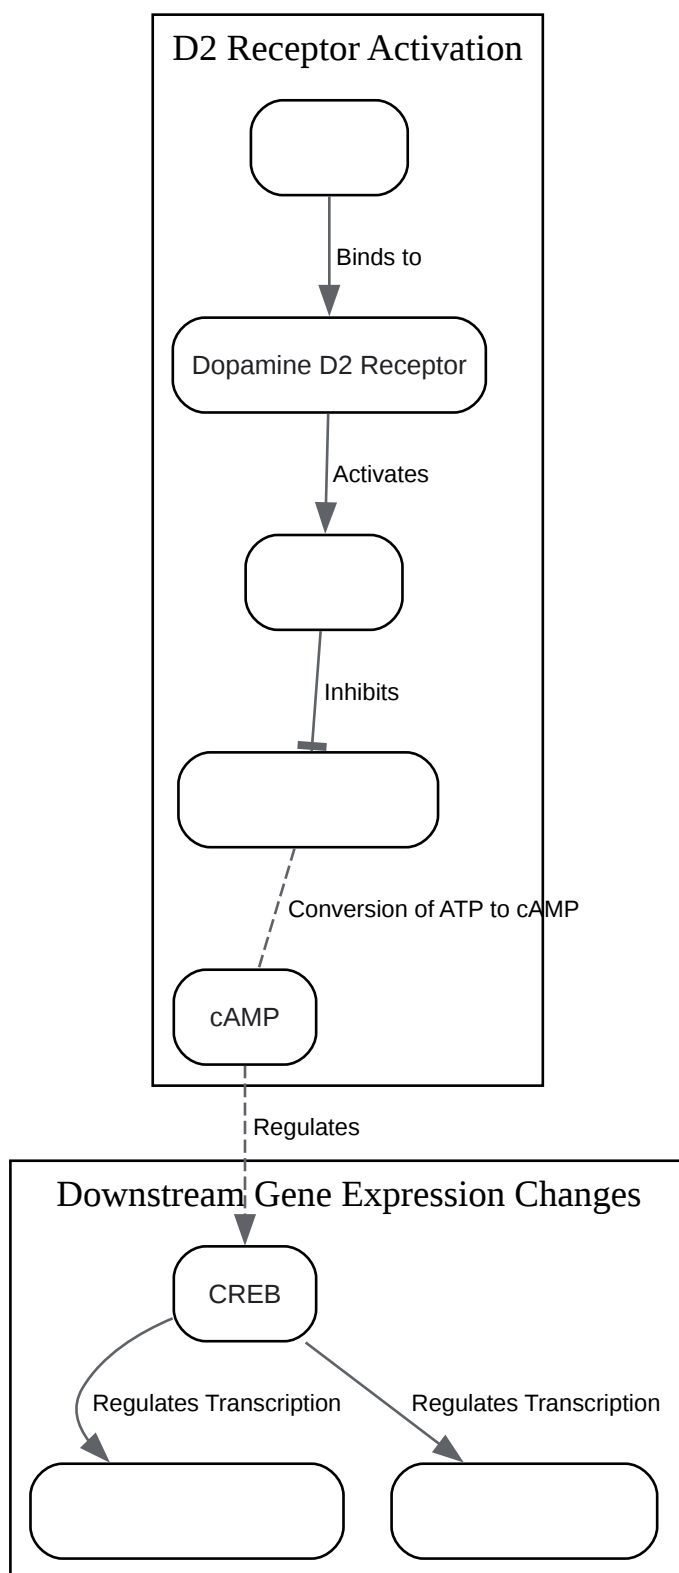 D2 Receptor Activation
Binds to
Dopamine D2 Receptor
Activates
Inhibits
Conversion of ATP to cAMP
cAMP
Regulates
Downstream Gene Expression Changes
CREB
Regulates Transcription
Regulates Transcription